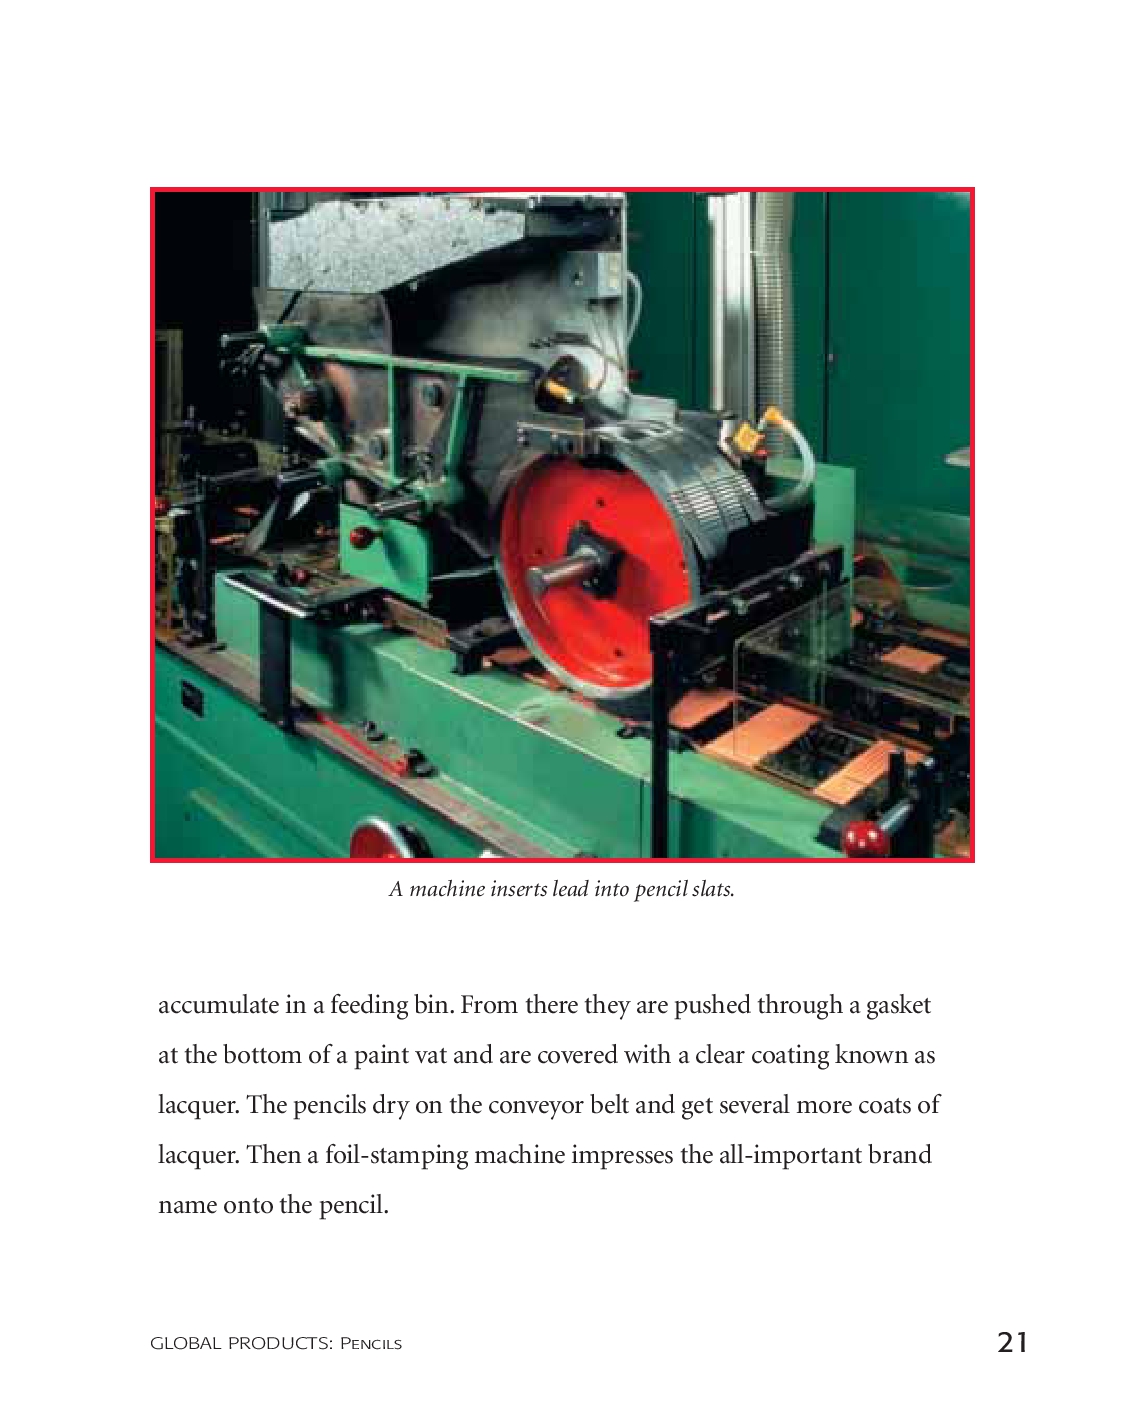 A machine inserts lead into pencil slats.
accumulate in a feeding bin. From there they are pushed through a gasket
at the bottom of a paint vat and are covered with a clear coating known as
lacquer. The pencils dry on the conveyor belt and get several more coats of
lacquer. Then a foil-stamping machine impresses the all-important brand
name onto the pencil.
GLOBAL PRODUCTS: PENCILS
21